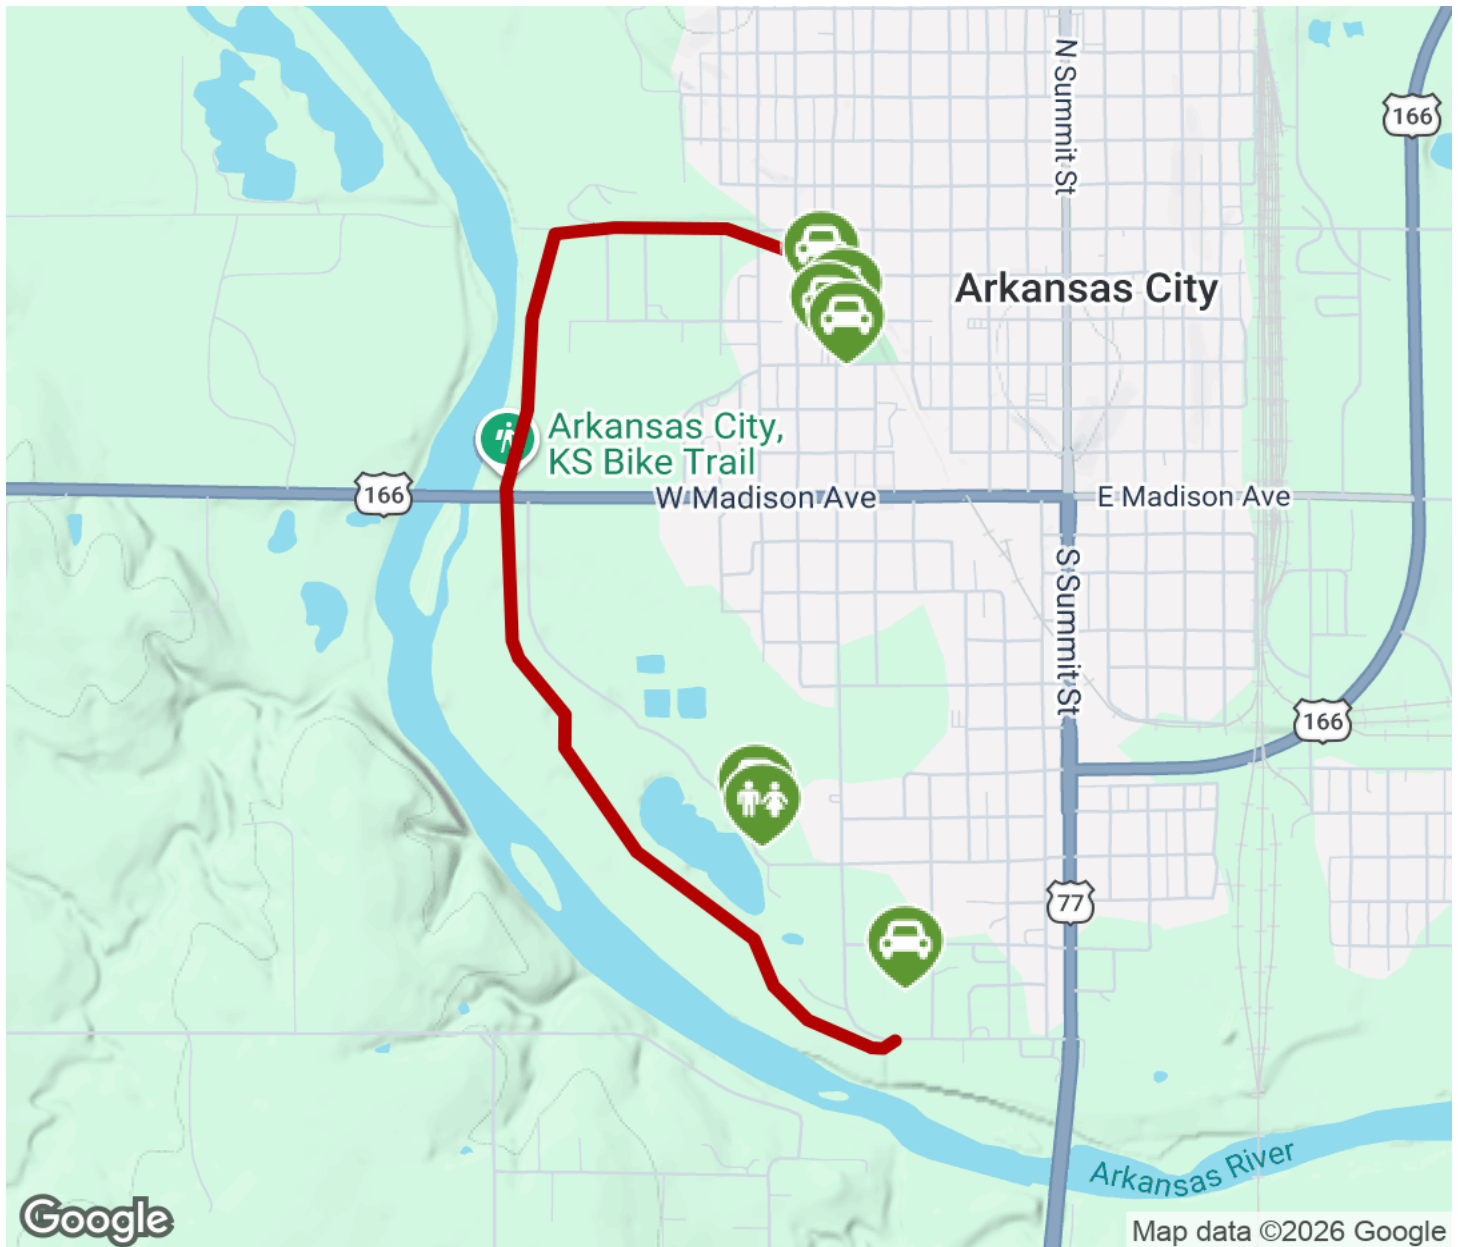 N Summit St
166
Arkansas City
Arkansas City,
KS Bike Trail
166
W Madison Ave
E Madison Ave
S Summit St
166
77
Arkansas River
Google
Map data ©2026 Google